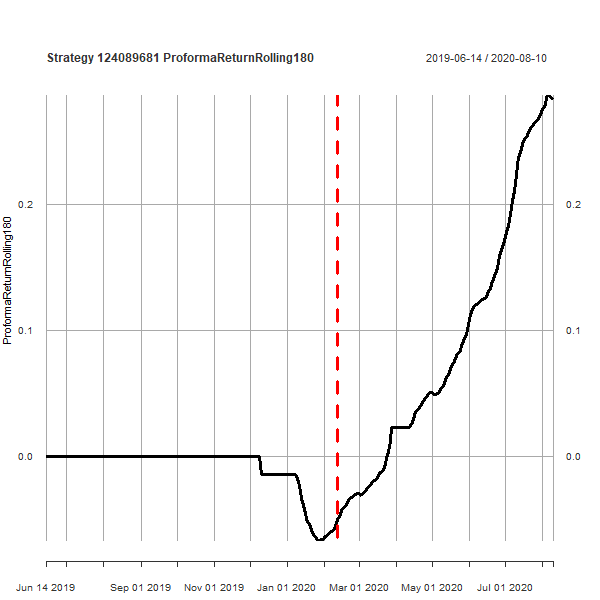 Strategy 124089681 ProformaReturnRolling180
2019-06-14 / 2020-08-10
ProformaReturnRolling180
0.2
0.2
0.1
0.1
0.0
0.0
Jun 14 2019
Sep 01 2019
Nov 01 2019
Jan 01 2020
Mar 01 2020
May 01 2020
Jul 01 2020